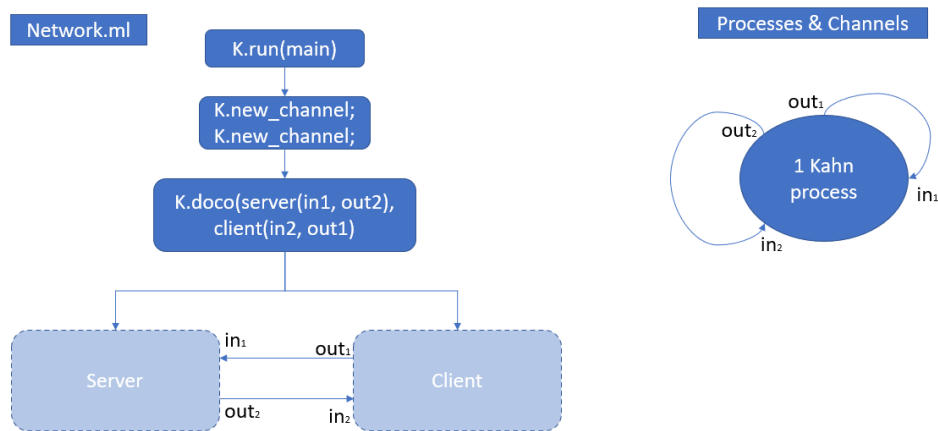 Network.ml
K.run(main)
K.new_channel;
K.new_channel;
K.doco(server(in1, out2),
client(in2, out1)
Server
in₁
out₁
out₂
in₂
Client
Processes & Channels
out₁
out₂
1 Kahn
process
in₁
in₂